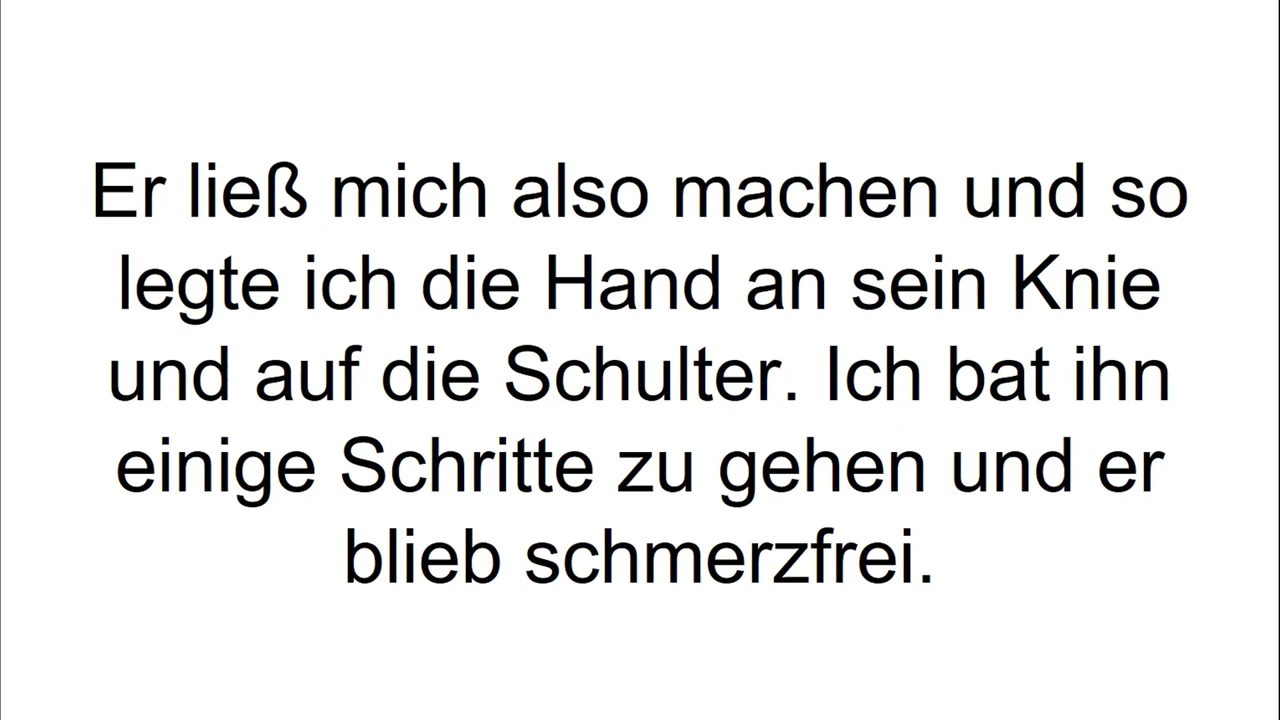 Er ließ mich also machen und so
legte ich die Hand an sein Knie
und auf die Schulter. Ich bat ihn
einige Schritte zu gehen und er
blieb schmerzfrei.